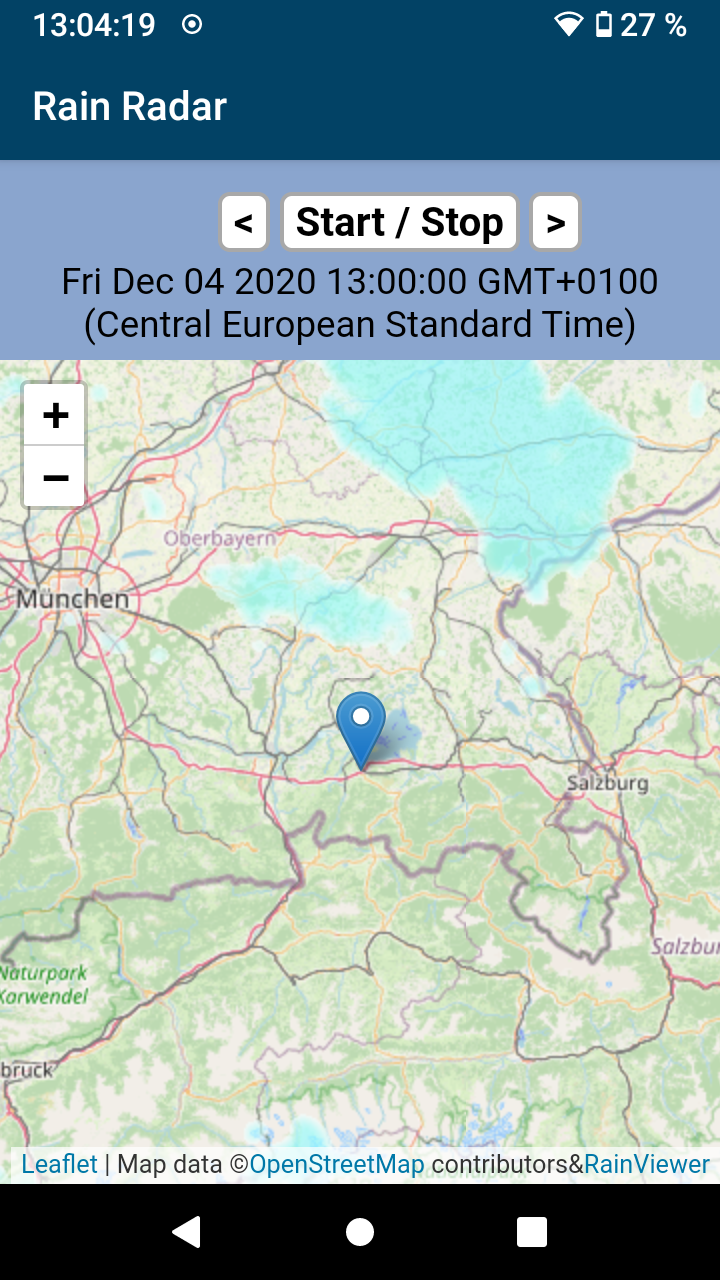 13:04:19
27 %
Rain Radar
< Start / Stop >
Fri Dec 04 2020 13:00:00 GMT+0100
(Central European Standard Time)
+
−
Oberbayern
München
Salzburg
Salzbur
Naturpark
Karwendel
bruck
Leaflet | Map data ©OpenStreetMap contributors&RainViewer